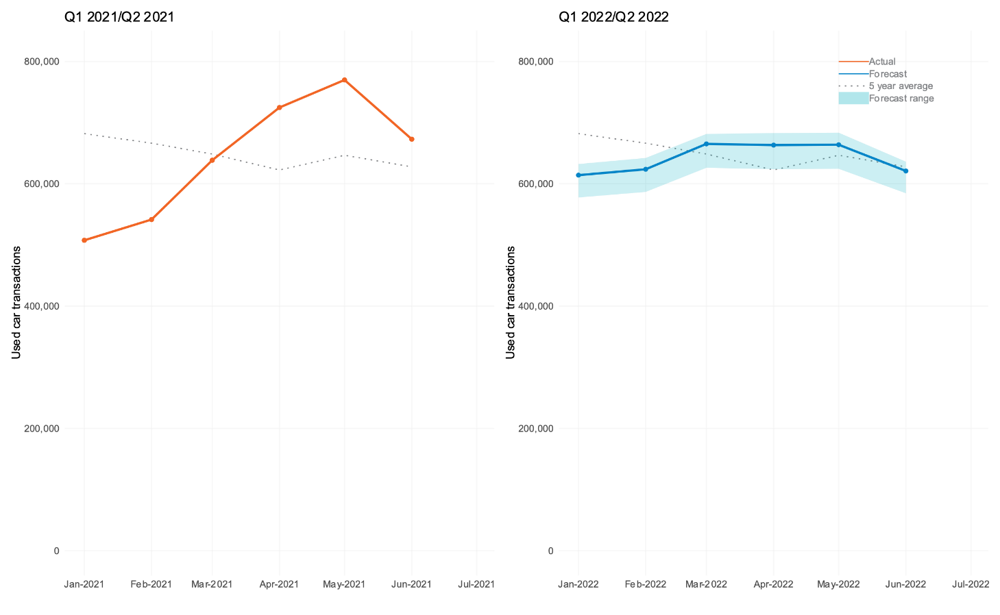 Q1 2021/Q2 2021
800,000
600,000
400,000
200,000
0
Used car transactions
Jan-2021 Feb-2021 Mar-2021 Apr-2021 May-2021 Jun-2021 Jul-2021
Q1 2022/Q2 2022
Actual
Forecast
5 year average
Forecast range
800,000
600,000
400,000
200,000
0
Used car transactions
Jan-2022 Feb-2022 Mar-2022 Apr-2022 May-2022 Jun-2022 Jul-2022